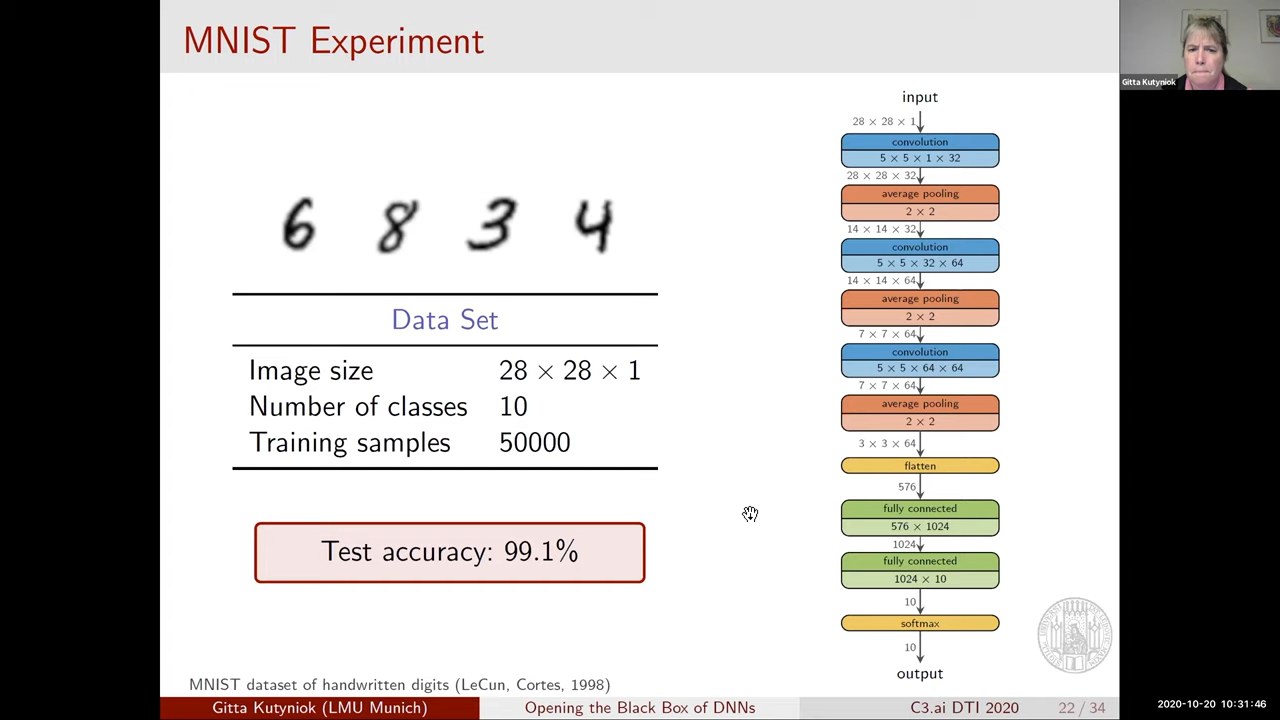 MNIST Experiment
6 8 3 4
Data Set
Image size 28 × 28 × 1
Number of classes 10
Training samples 50000
Test accuracy: 99.1%
MNIST dataset of handwritten digits (LeCun, Cortes, 1998)
input
28 × 28 × 1
convolution
5 × 5 × 1 × 32
28 × 28 × 32
average pooling
2 × 2
14 × 14 × 32
convolution
5 × 5 × 32 × 64
14 × 14 × 64
average pooling
2 × 2
7 × 7 × 64
convolution
5 × 5 × 64 × 64
7 × 7 × 64
average pooling
2 × 2
3 × 3 × 64
flatten
576
fully connected
576 × 1024
1024
fully connected
1024 × 10
10
softmax
10
output
Gitta Kutyniok (LMU Munich)
Opening the Black Box of DNNs
C3.ai DTI 2020
22 / 34
Gitta Kutyniok
2020-10-20 10:31:46